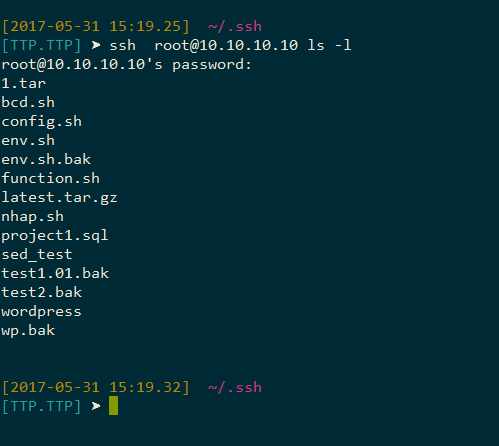 [2017-05-31 15:19.25] ~/.ssh
[TTP.TTP] ➤ ssh  root@10.10.10.10 ls -l
root@10.10.10.10's password:
1.tar
bcd.sh
config.sh
env.sh
env.sh.bak
function.sh
latest.tar.gz
nhap.sh
project1.sql
sed_test
test1.01.bak
test2.bak
wordpress
wp.bak
[2017-05-31 15:19.32] ~/.ssh
[TTP.TTP] ➤